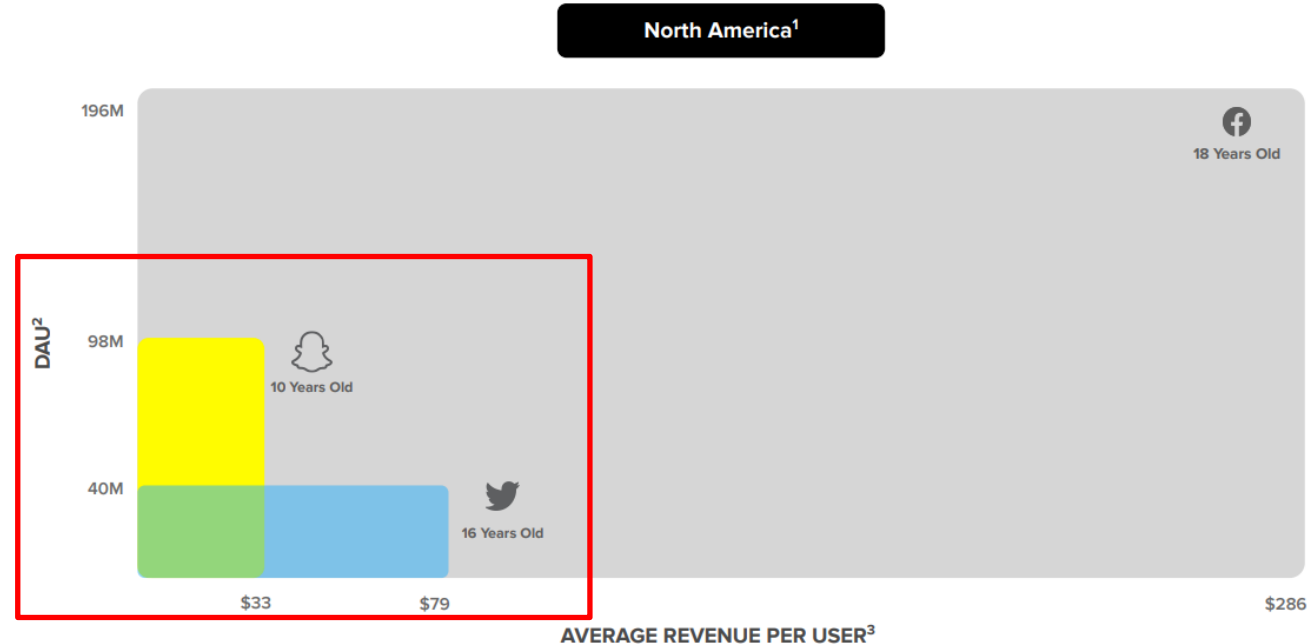 North America¹
196M
18 Years Old
DAU²
98M
10 Years Old
40M
16 Years Old
$33
$79
$286
AVERAGE REVENUE PER USER³